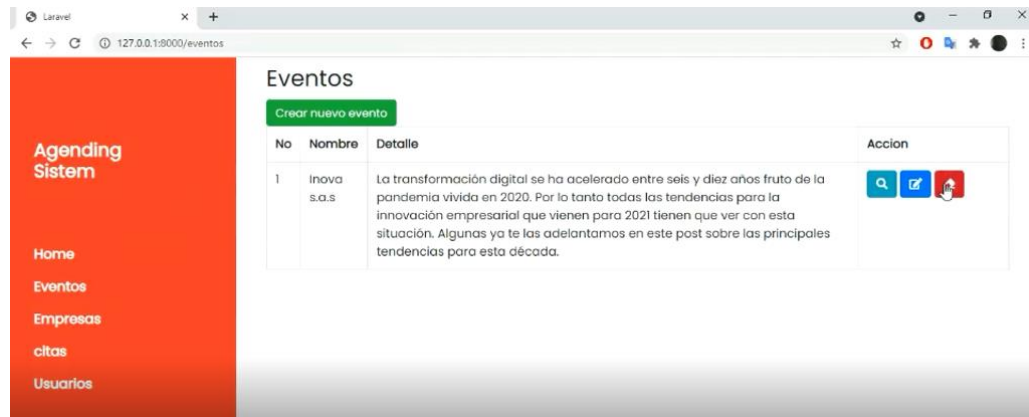 Laravel
127.0.0.1:8000/eventos
Agending
Sistem
Home
Eventos
Empresas
citas
Usuarios
Eventos
Crear nuevo evento
No Nombre Detalle Accion
1 Inova La transformación digital se ha acelerado entre seis y diez años fruto de la
s.a.s pandemia vivida en 2020. Por lo tanto todas las tendencias para la
innovación empresarial que vienen para 2021 tienen que ver con esta
situación. Algunas ya te las adelantamos en este post sobre las principales
tendencias para esta década.